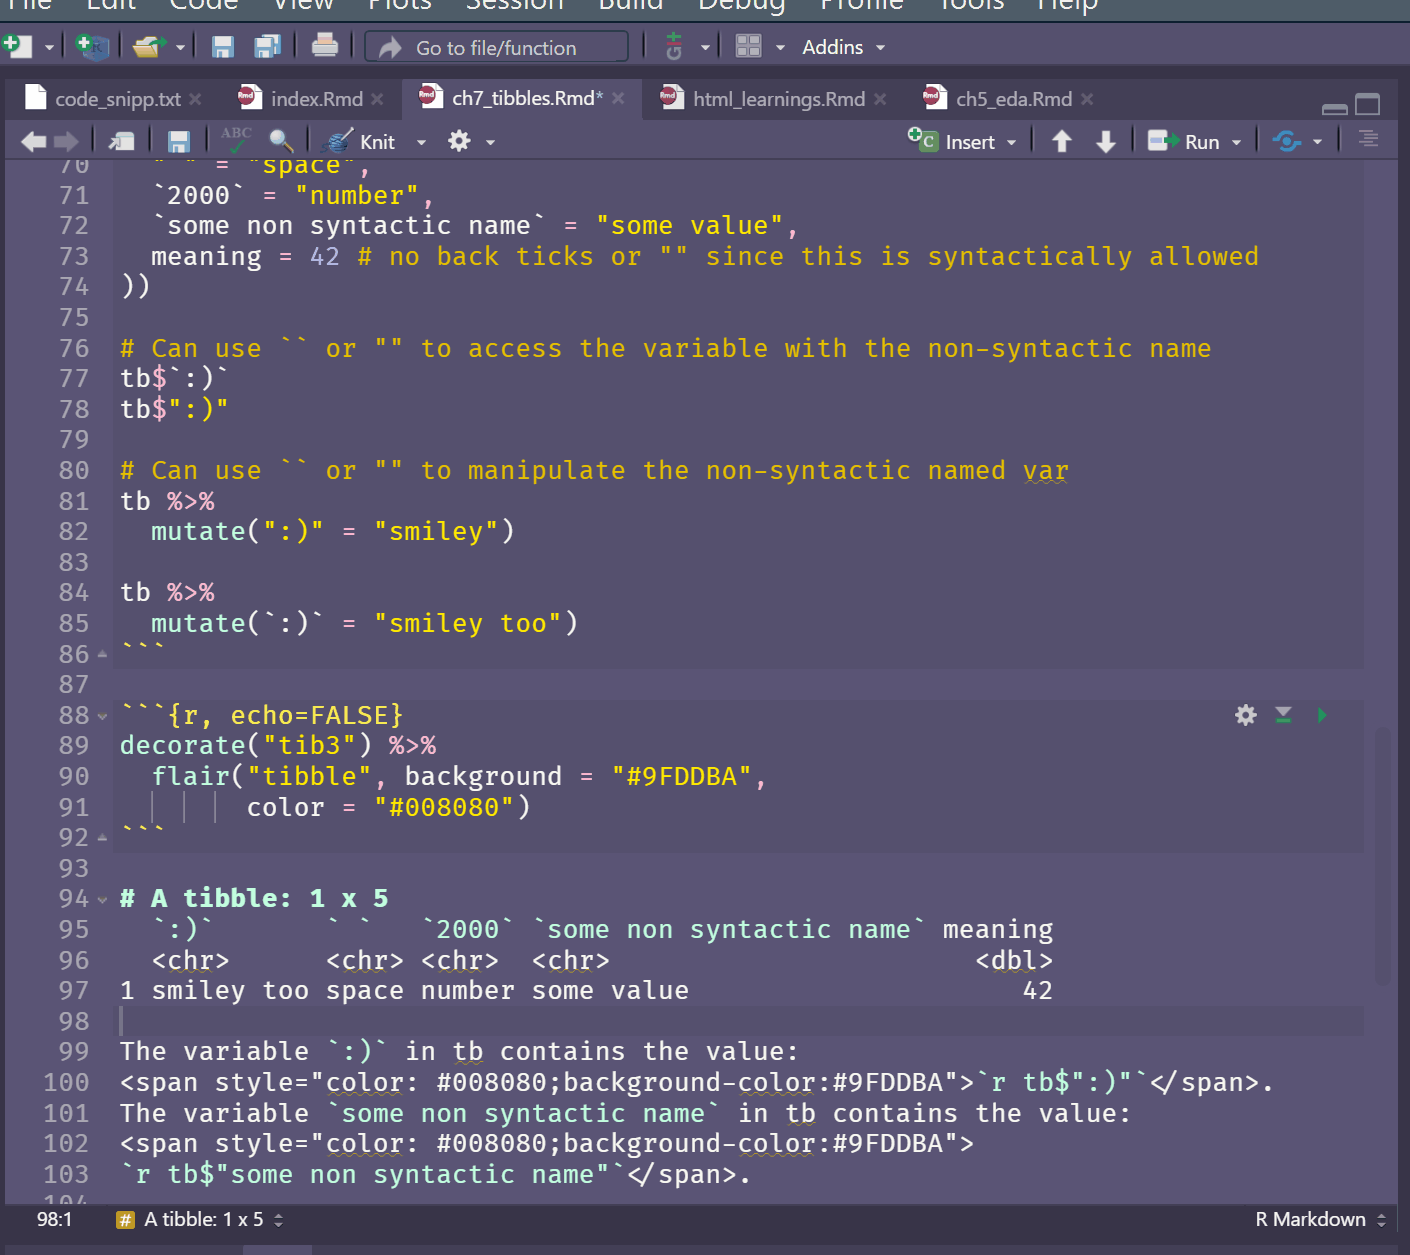 File Edit Code View Plots Session Build Debug Profile Tools Help
Go to file/function Addins
code_snipp.txt index.Rmd ch7_tibbles.Rmd* html_learnings.Rmd ch5_eda.Rmd
ABC Knit Insert Run
70 " " = "space",
71 `2000` = "number",
72 `some non syntactic name` = "some value",
73 meaning = 42 # no back ticks or "" since this is syntactically allowed
74 ))
75
76 # Can use `` or "" to access the variable with the non-syntactic name
77 tb$`:)`
78 tb$":)"
79
80 # Can use `` or "" to manipulate the non-syntactic named var
81 tb %>%
82 mutate(":)" = "smiley")
83
84 tb %>%
85 mutate(`:)` = "smiley too")
86 ```
87
88 ```{r, echo=FALSE}
89 decorate("tib3") %>%
90 flair("tibble", background = "#9FDDBA",
91 color = "#008080")
92 ```
93
94 # A tibble: 1 x 5
95 `:)` ` ` `2000` `some non syntactic name` meaning
96 <chr> <chr> <chr> <chr> <dbl>
97 1 smiley too space number some value 42
98
99 The variable `:)` in tb contains the value:
100 <span style="color: #008080;background-color:#9FDDBA">`r tb$":)"`</span>.
101 The variable `some non syntactic name` in tb contains the value:
102 <span style="color: #008080;background-color:#9FDDBA">
103 `r tb$"some non syntactic name"`</span>.
104
98:1 # A tibble: 1 x 5 R Markdown